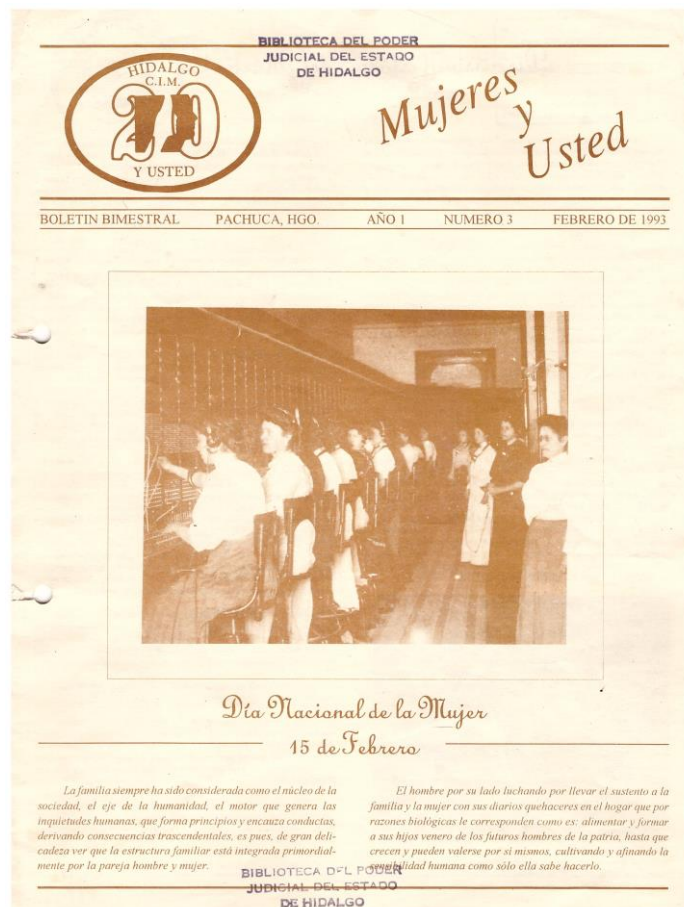 BIBLIOTECA DEL PODER
JUDICIAL DEL ESTADO
DE HIDALGO
HIDALGO
C.I.M.
20
Y USTED
Mujeres
y
Usted
BOLETIN BIMESTRAL PACHUCA, HGO. AÑO 1 NUMERO 3 FEBRERO DE 1993
Día Nacional de la Mujer
15 de Febrero
La familia siempre ha sido considerada como el núcleo de la
sociedad, el eje de la humanidad, el motor que genera las
inquietudes humanas, que forma principios y encauza conductas,
derivando consecuencias trascendentales, es pues, de gran deli-
cadeza ver que la estructura familiar está integrada primordial-
mente por la pareja hombre y mujer.
El hombre por su lado luchando por llevar el sustento a la
familia y la mujer con sus diarios quehaceres en el hogar que por
razones biológicas le corresponden como es: alimentar y formar
a sus hijos venero de los futuros hombres de la patria, hasta que
crecen y pueden valerse por si mismos, cultivando y afinando la
sensibilidad humana como sólo ella sabe hacerlo.
BIBLIOTECA DEL PODER
JUDICIAL DEL ESTADO
DE HIDALGO